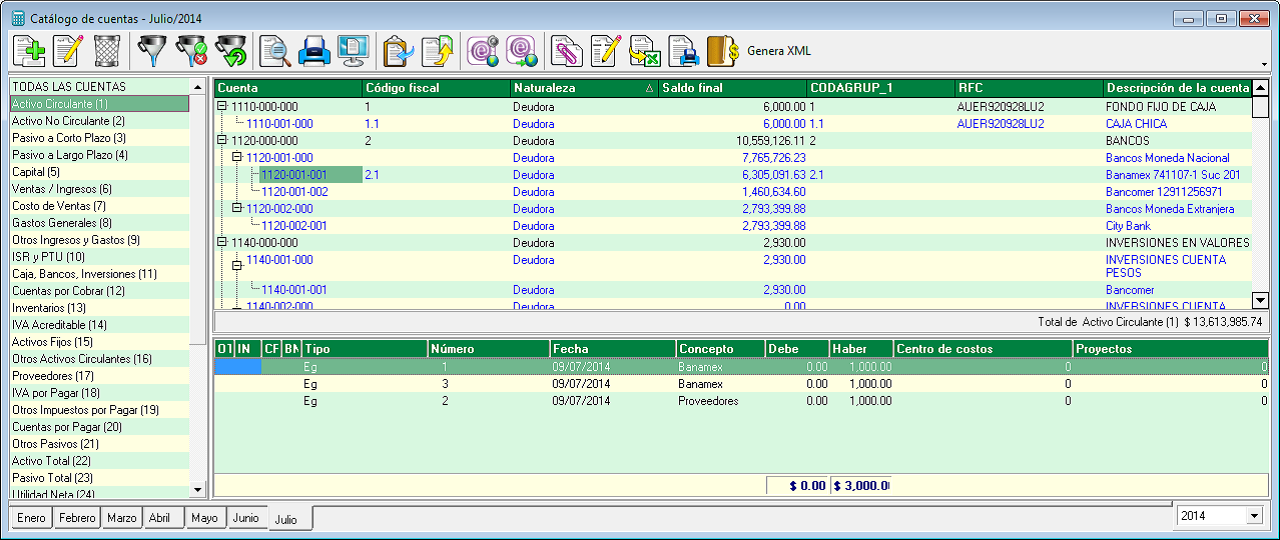 Catálogo de cuentas - Julio/2014
Genera XML
TODAS LAS CUENTAS
Activo Circulante (1)
Activo No Circulante (2)
Pasivo a Corto Plazo (3)
Pasivo a Largo Plazo (4)
Capital (5)
Ventas / Ingresos (6)
Costo de Ventas (7)
Gastos Generales (8)
Otros Ingresos y Gastos (9)
ISR y PTU (10)
Caja, Bancos, Inversiones (11)
Cuentas por Cobrar (12)
Inventarios (13)
IVA Acreditable (14)
Activos Fijos (15)
Otros Activos Circulantes (16)
Proveedores (17)
IVA por Pagar (18)
Otros Impuestos por Pagar (19)
Cuentas por Pagar (20)
Otros Pasivos (21)
Activo Total (22)
Pasivo Total (23)
Utilidad Neta (24)
Cuenta Código fiscal Naturaleza Saldo final CODAGRUP_1 RFC Descripción de la cuenta
1110-000-000 1 Deudora 6,000.00 1 AUER920928LU2 FONDO FIJO DE CAJA
1110-001-000 1.1 Deudora 6,000.00 1.1 AUER920928LU2 CAJA CHICA
1120-000-000 2 Deudora 10,559,126.11 2 BANCOS
1120-001-000 Deudora 7,765,726.23 Bancos Moneda Nacional
1120-001-001 2.1 Deudora 6,305,091.63 2.1 Banamex 741107-1 Suc 201
1120-001-002 Deudora 1,460,634.60 Bancomer 12911256971
1120-002-000 Deudora 2,793,399.88 Bancos Moneda Extranjera
1120-002-001 Deudora 2,793,399.88 City Bank
1140-000-000 Deudora 2,930.00 INVERSIONES EN VALORES
1140-001-000 Deudora 2,930.00 INVERSIONES CUENTA
PESOS
1140-001-001 Deudora 2,930.00 Bancomer
1140-002-000 Deudora 0.00 INVERSIONES CUENTA
Total de Activo Circulante (1) $ 13,613,985.74
OT IN CF BN Tipo Número Fecha Concepto Debe Haber Centro de costos Proyectos
Eg 1 09/07/2014 Banamex 0.00 1,000.00 0 0
Eg 3 09/07/2014 Banamex 0.00 1,000.00 0 0
Eg 2 09/07/2014 Proveedores 0.00 1,000.00 0 0
$ 0.00 $ 3,000.00
Enero Febrero Marzo Abril Mayo Junio Julio
2014